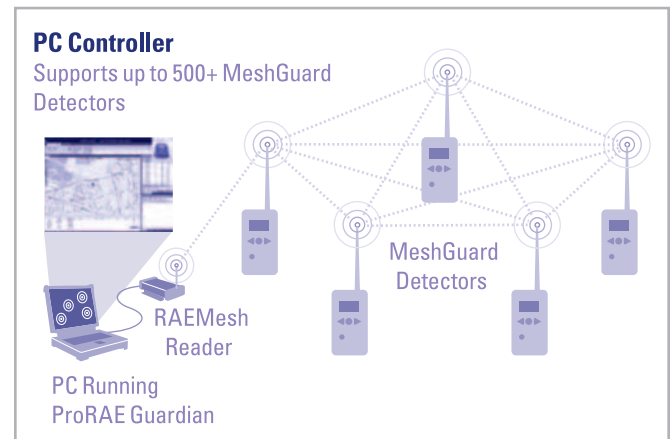 PC Controller
Supports up to 500+ MeshGuard
Detectors
MeshGuard
Detectors
RAEMesh
Reader
PC Running
ProRAE Guardian